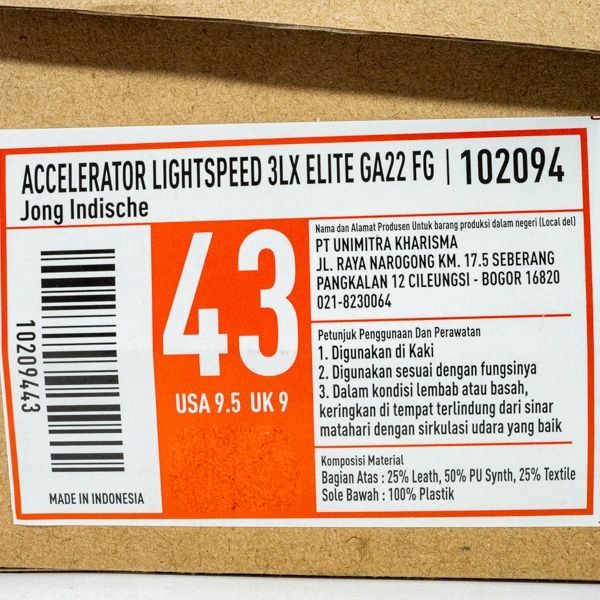 ACCELERATOR LIGHTSPEED 3LX ELITE GA22 FG | 102094
Jong Indische
10209443
MADE IN INDONESIA
43
USA 9.5 UK 9
Nama dan Alamat Produsen Untuk barang produksi dalam negeri (Local del)
PT UNIMITRA KHARISMA
JL. RAYA NAROGONG KM. 17.5 SEBERANG
PANGKALAN 12 CILEUNGSI - BOGOR 16820
021-8230064
Petunjuk Penggunaan Dan Perawatan
1. Digunakan di Kaki
2. Digunakan sesuai dengan fungsinya
3. Dalam kondisi lembab atau basah,
keringkan di tempat terlindung dari sinar
matahari dengan sirkulasi udara yang baik
Komposisi Material
Bagian Atas : 25% Leath, 50% PU Synth, 25% Textile
Sole Bawah : 100% Plastik